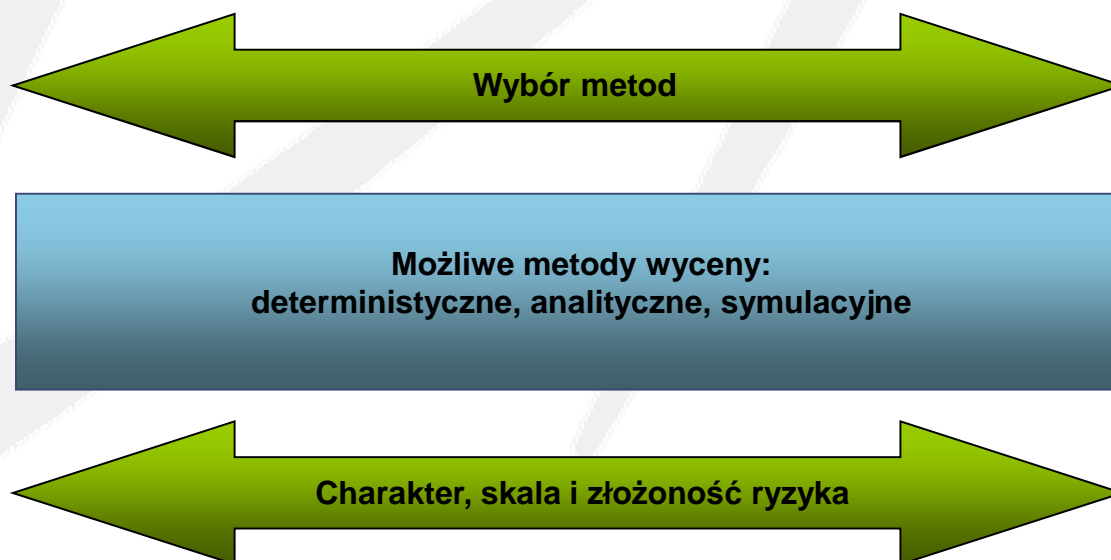 Wybór metod
Możliwe metody wyceny:
deterministyczne, analityczne, symulacyjne
Charakter, skala i złożoność ryzyka